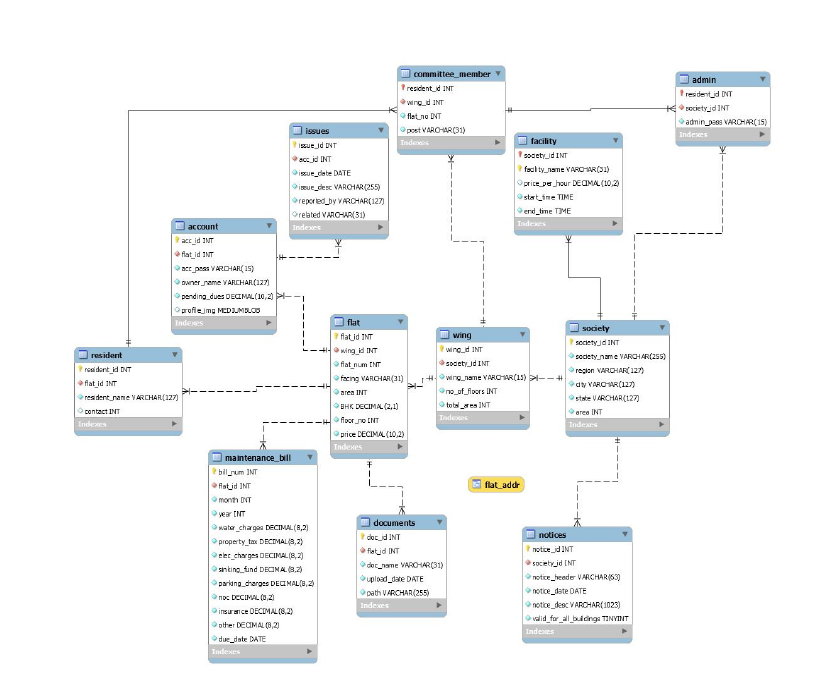 committee_member
resident_id INT
wing_id INT
flat_no INT
post VARCHAR(31)
Indexes
admin
resident_id INT
society_id INT
admin_pass VARCHAR(15)
Indexes
issues
issue_id INT
acc_id INT
issue_date DATE
issue_desc VARCHAR(255)
reported_by VARCHAR(127)
related VARCHAR(31)
Indexes
facility
society_id INT
facility_name VARCHAR(31)
price_per_hour DECIMAL(10,2)
start_time TIME
end_time TIME
Indexes
account
acc_id INT
flat_id INT
acc_pass VARCHAR(15)
owner_name VARCHAR(127)
pending_dues DECIMAL(10,2)
profile_img MEDIUMBLOB
Indexes
flat
flat_id INT
wing_id INT
flat_num INT
facing VARCHAR(31)
area INT
BHK DECIMAL(2,1)
floor_no INT
price DECIMAL(10,2)
Indexes
wing
wing_id INT
society_id INT
wing_name VARCHAR(15)
no_of_floors INT
total_area INT
Indexes
society
society_id INT
society_name VARCHAR(255)
region VARCHAR(127)
city VARCHAR(127)
state VARCHAR(127)
area INT
Indexes
resident
resident_id INT
flat_id INT
resident_name VARCHAR(127)
contact INT
Indexes
maintenance_bill
bill_num INT
flat_id INT
month INT
year INT
water_charges DECIMAL(8,2)
property_tax DECIMAL(8,2)
elec_charges DECIMAL(8,2)
sinking_fund DECIMAL(8,2)
parking_charges DECIMAL(8,2)
noc DECIMAL(8,2)
insurance DECIMAL(8,2)
other DECIMAL(8,2)
due_date DATE
Indexes
flat_addr
documents
doc_id INT
flat_id INT
doc_name VARCHAR(31)
upload_date DATE
path VARCHAR(255)
Indexes
notices
notice_id INT
society_id INT
notice_header VARCHAR(63)
notice_date DATE
notice_desc VARCHAR(1023)
valid_for_all_buildings TINYINT
Indexes